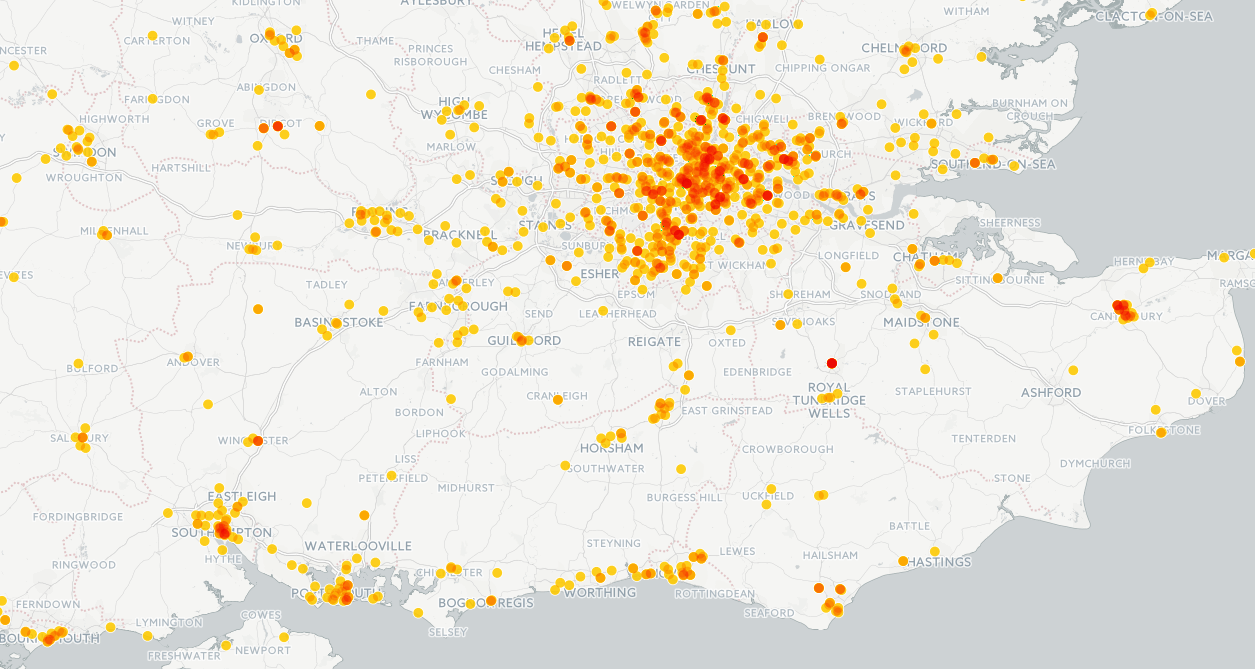 KIDLINGTON
AYLESBURY
WELWYN GARDEN
WITHAM
CLACTON-ON-SEA
WITNEY
CARTERTON
OXFORD
THAME
PRINCES
RISBOROUGH
HEMEL
HEMPSTEAD
HARLOW
CHELMSFORD
CHESHAM
CHESHUNT
CHIPPING ONGAR
RADLETT
ABINGDON
FARINGDON
HIGHWORTH
GROVE
DIDCOT
HIGH
WYCOMBE
CHIGWELL
BRENTWOOD
WICKFORD
BURNHAM ON
CROUCH
SWINDON
WROUGHTON
HARTSHILL
MARLOW
SLOUGH
SOUTHEND-ON-SEA
READING
BRACKNELL
STAINES
SUNBURY
GRAYS
GRAVESEND
SHEERNESS
MILDENHALL
NEWBURY
ESHER
EPSOM
LONGFIELD
CHATHAM
SITTINGBOURNE
HERNE BAY
TADLEY
CAMBERLEY
FARNBOROUGH
SEND
LEATHERHEAD
SHOREHAM
SNODLAND
BASINGSTOKE
SEVENOAKS
MAIDSTONE
CANTERBURY
GUILDFORD
REIGATE
OXTED
ANDOVER
BULFORD
FARNHAM
GODALMING
EDENBRIDGE
ALTON
CRANLEIGH
ROYAL
TUNBRIDGE
WELLS
STAPLEHURST
ASHFORD
DOVER
BORDON
EAST GRINSTEAD
LIPHOOK
FOLKESTONE
SALISBURY
WINCHESTER
HORSHAM
CROWBOROUGH
TENTERDEN
LISS
SOUTHWATER
DYMCHURCH
PETERSFIELD
MIDHURST
STONE
EASTLEIGH
BURGESS HILL
UCKFIELD
FORDINGBRIDGE
SOUTHAMPTON
BATTLE
STEYNING
WATERLOOVILLE
LEWES
HAILSHAM
HYTHE
HASTINGS
RINGWOOD
CHICHESTER
PORTSMOUTH
WORTHING
ROTTINGDEAN
FERNDOWN
BOGNOR REGIS
SEAFORD
COWES
LYMINGTON
SELSEY
BOURNEMOUTH
NEWPORT
FRESHWATER